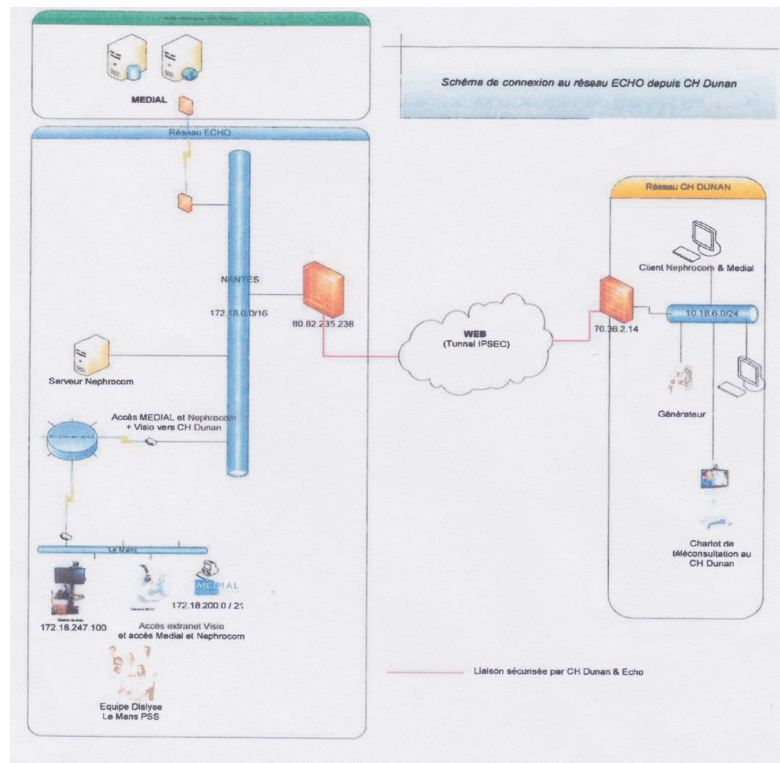 MEDIAL
Schéma de connexion au réseau ECHO depuis CH Dunan
Réseau ECHO
Réseau CH DUNAN
Client Nephrocom & Medial
NANTES
172.18.0.0/16
80.82.235.238
WEB
(Tunnel IPSEC)
70.36.2.14
10.18.6.0/24
Serveur Nephrocom
Générateur
Accès MEDIAL et Nephrocom
+ Visio vers CH Dunan
Chariot de
téléconsultation au
CH Dunan
Le Mans
MEDIAL
172.18.200.0 / 21
172.18.247.100
Accès extranet Visio
et accès Medial et Nephrocom
Liaison sécurisée par CH Dunan & Echo
Equipe Dialyse
Le Mans PSS